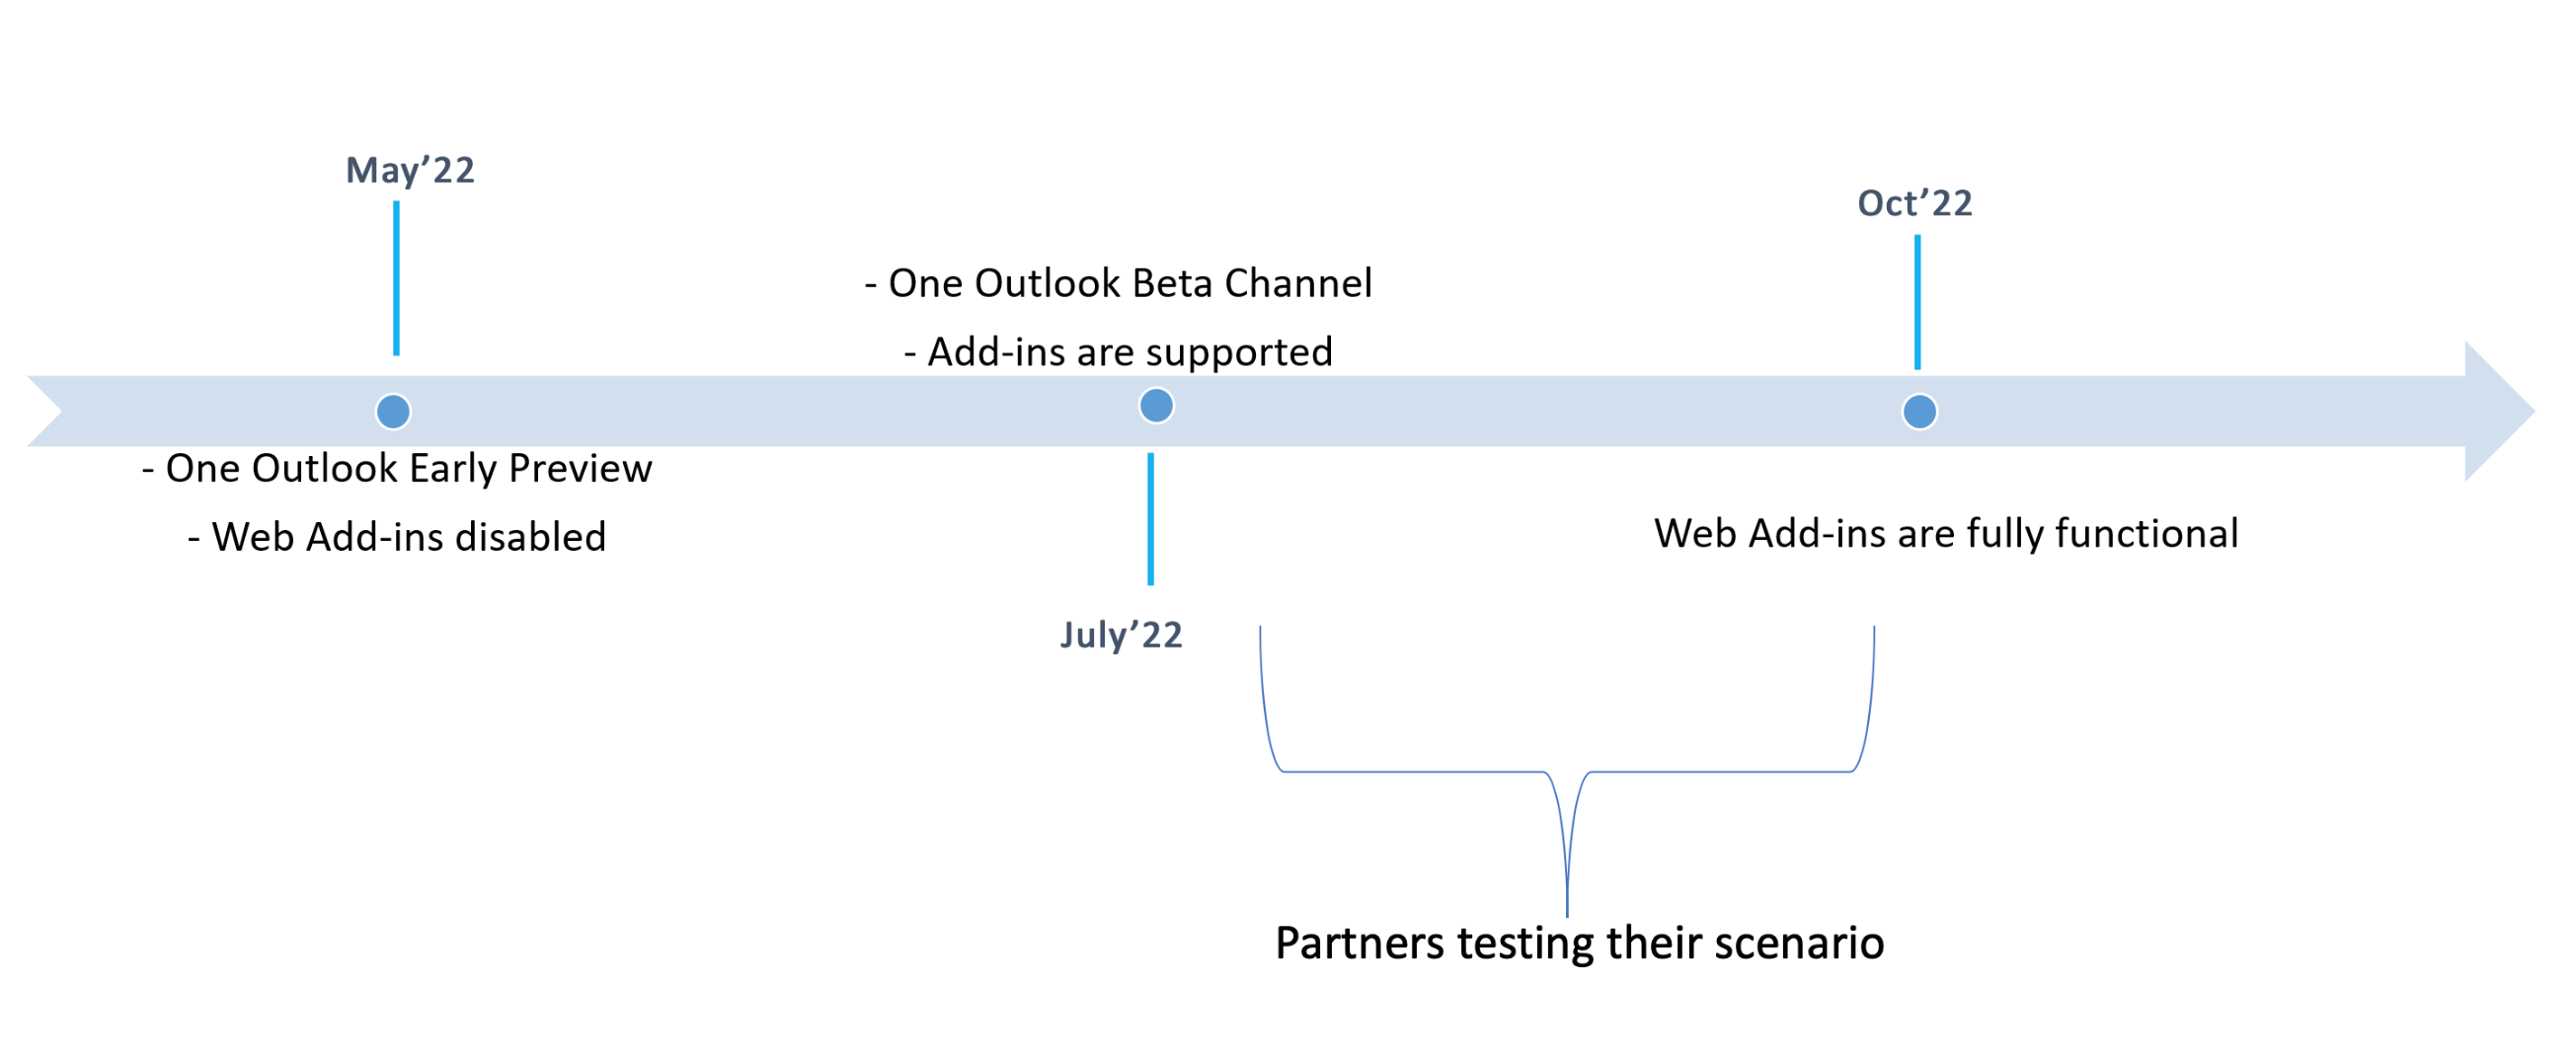 May’22
- One Outlook Early Preview
- Web Add-ins disabled
- One Outlook Beta Channel
- Add-ins are supported
July’22
Oct’22
Web Add-ins are fully functional
Partners testing their scenario